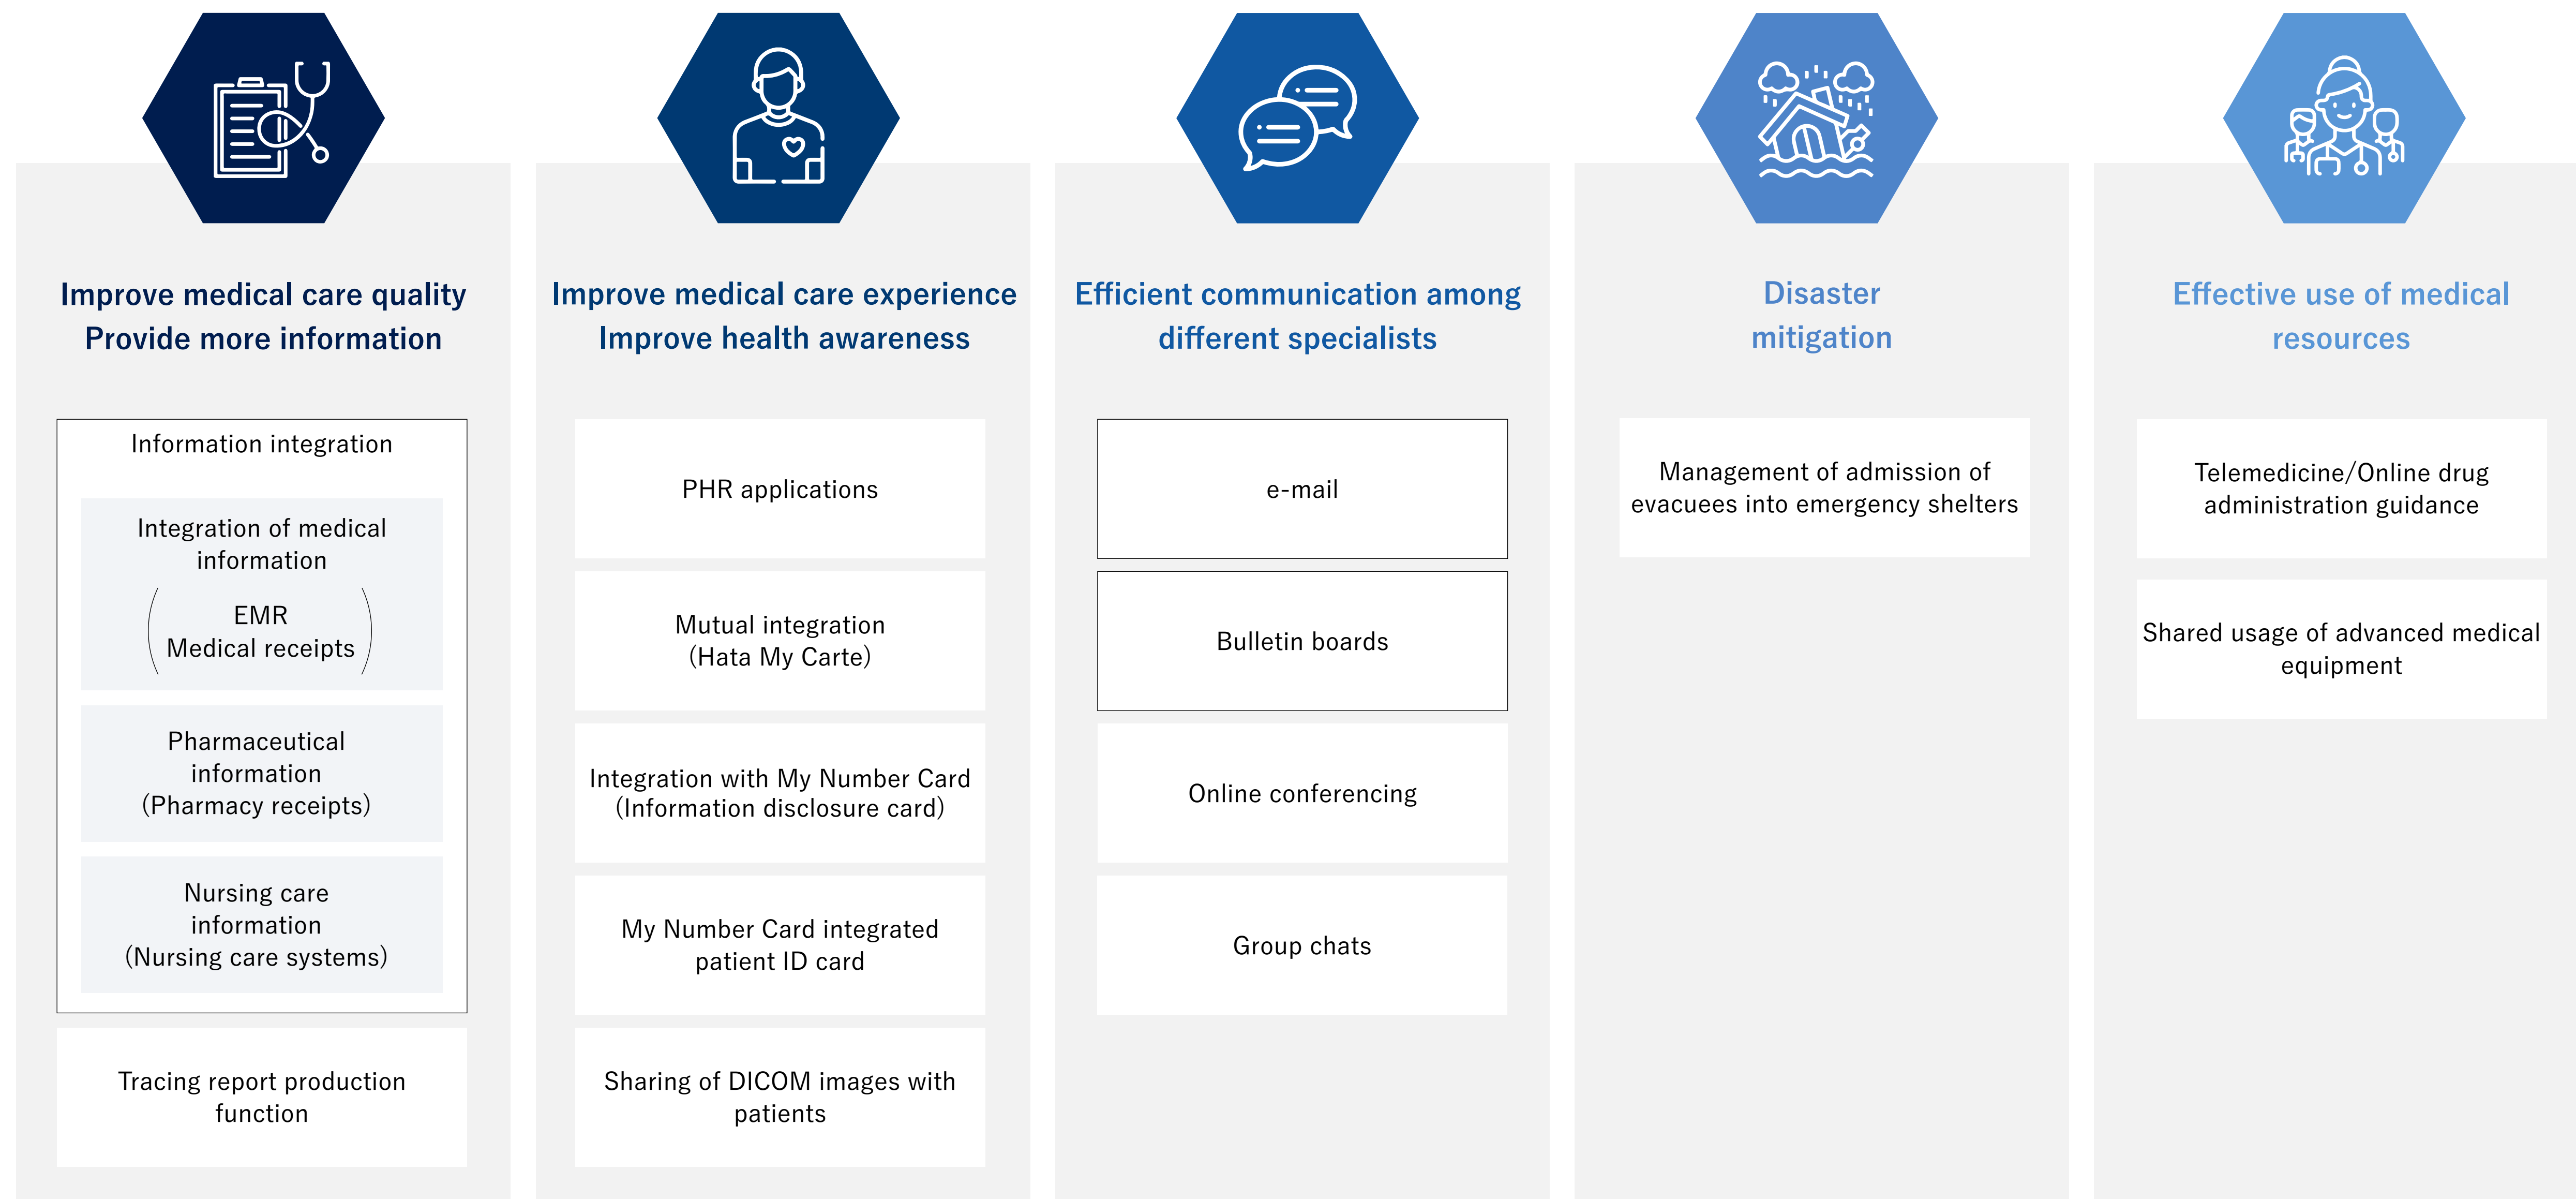 Improve medical care quality
Provide more information
Information integration
Integration of medical
information
EMR
Medical receipts
Pharmaceutical
information
(Pharmacy receipts)
Nursing care
information
(Nursing care systems)
Tracing report production
function
Improve medical care experience
Improve health awareness
PHR applications
Mutual integration
(Hata My Carte)
Integration with My Number Card
(Information disclosure card)
My Number Card integrated
patient ID card
Sharing of DICOM images with
patients
Efficient communication among
different specialists
e-mail
Bulletin boards
Online conferencing
Group chats
Disaster
mitigation
Management of admission of
evacuees into emergency shelters
Effective use of medical
resources
Telemedicine/Online drug
administration guidance
Shared usage of advanced medical
equipment